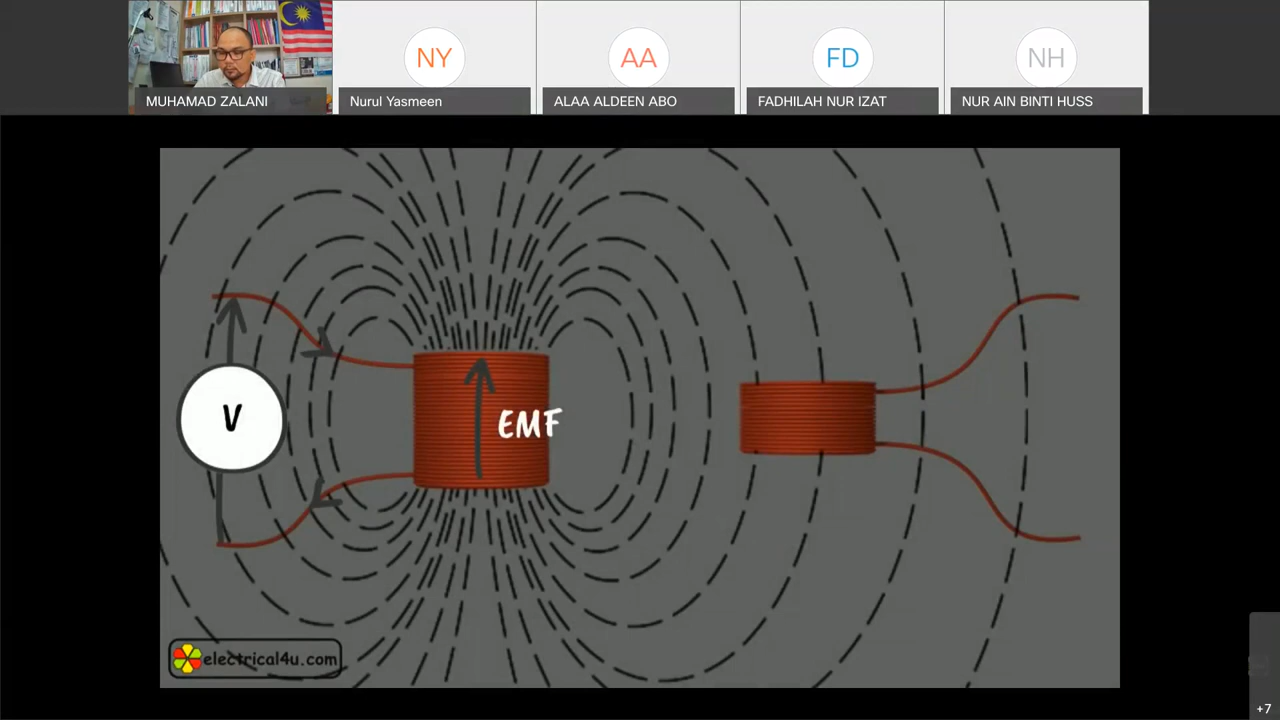 NY
AA
FD
NH
MUHAMAD ZALANI
Nurul Yasmeen
ALAA ALDEEN ABO
FADHILAH NUR IZAT
NUR AIN BINTI HUSS
V
EMF
electrical4u.com
+7